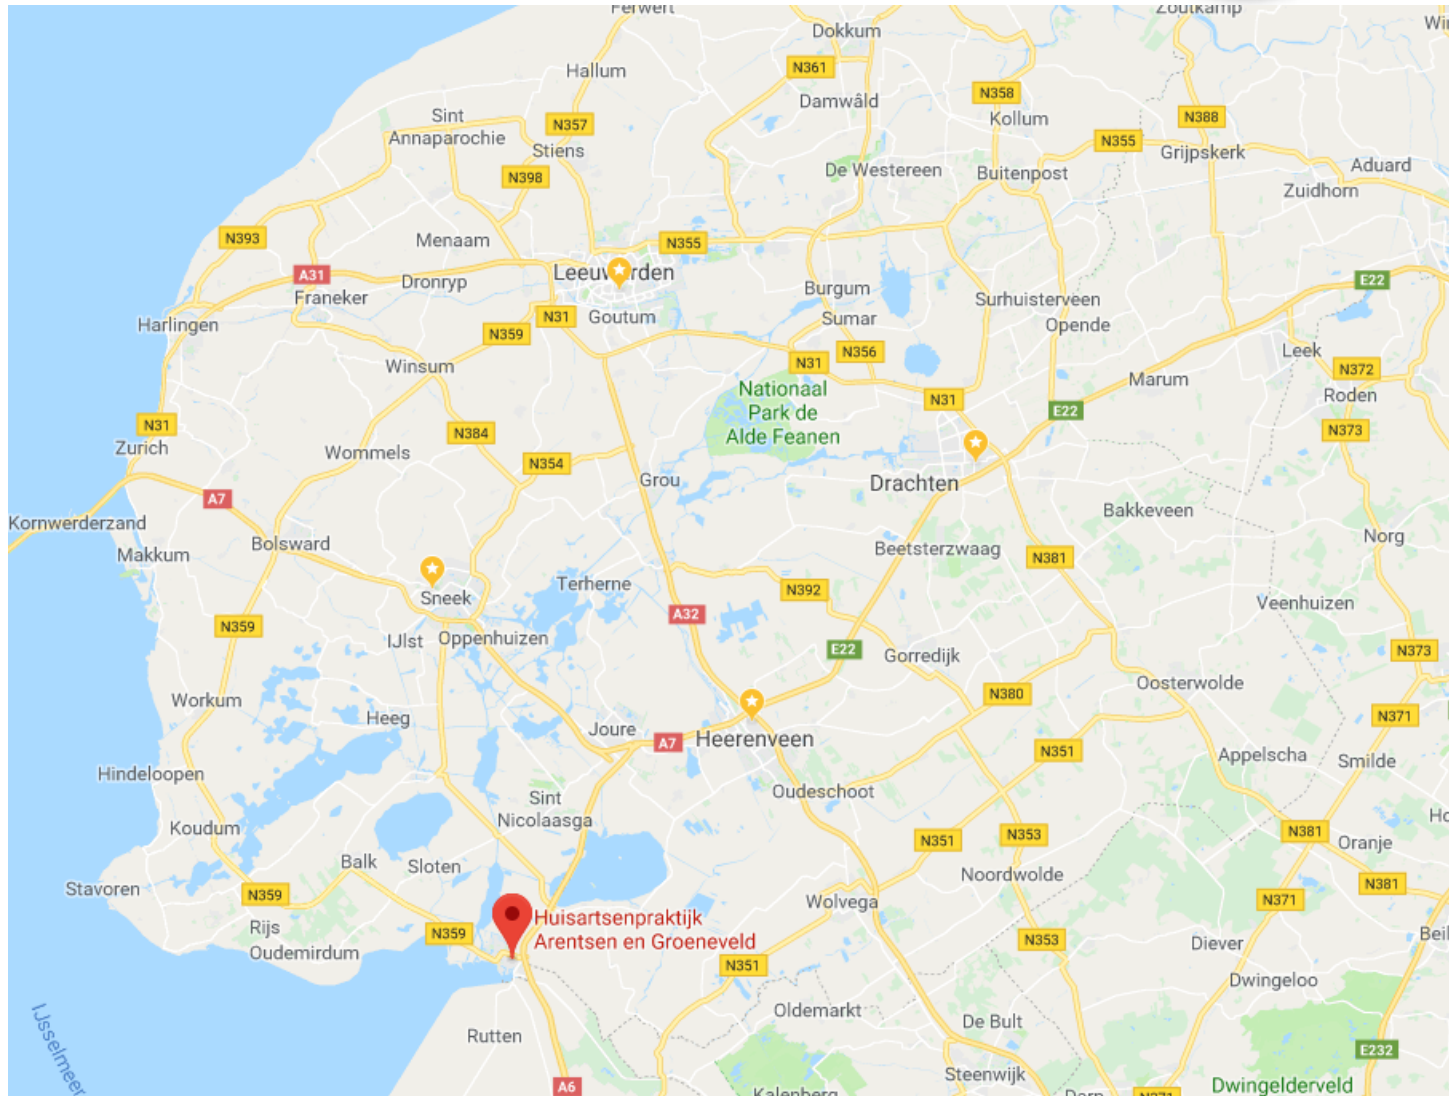 Ferwert
Zoutkamp
Dokkum
N361
Hallum
N358
Damwâld
Kollum
N388
Sint
Annaparochie
N357
Stiens
N355
Grijpskerk
Aduard
Zuidhorn
De Westereen
Buitenpost
N398
N393
Menaam
N355
A31
Dronryp
Franeker
Leeuwarden
Goutum
N31
Burgum
Sumar
Surhuisterveen
Opende
E22
Harlingen
N359
Winsum
N31
N356
Leek
N372
Roden
Marum
Nationaal
Park de
Alde Feanen
N31
E22
N373
N31
Zurich
N384
Wommels
N354
Grou
Drachten
A7
Kornwerderzand
Makkum
Bolsward
Bakkeveen
Norg
Beetsterzwaag
N381
Sneek
Terherne
N392
Veenhuizen
A32
N359
IJlst
Oppenhuizen
E22
Gorredijk
N373
Workum
Heeg
Joure
A7
Heerenveen
N380
Oosterwolde
N371
N351
Appelscha
Smilde
Hindeloopen
Sint
Nicolaasga
Oudeschoot
Koudum
Balk
Sloten
N351
N353
N381
Oranje
Stavoren
N359
Rijs
Oudemirdum
N359
Huisartsenpraktijk
Arentsen en Groeneveld
Wolvega
Noordwolde
N371
N381
N351
N353
Diever
Dwingeloo
IJsselmeer
Rutten
Oldemarkt
De Bult
E232
A6
Kalenberg
Steenwijk
N371
Dwingelderveld